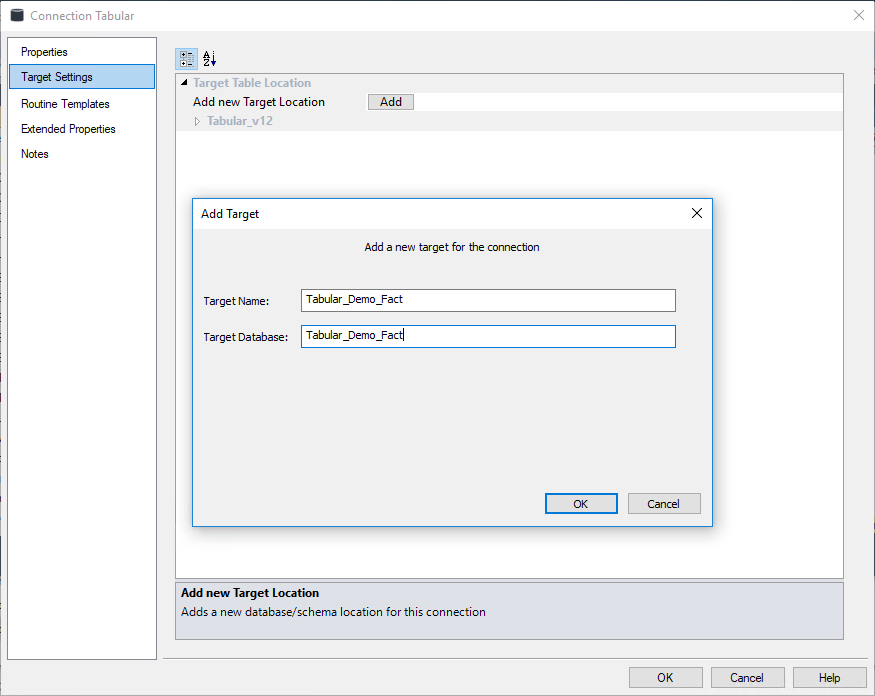 Connection Tabular
Properties
Target Settings
Routine Templates
Extended Properties
Notes
Target Table Location
Add new Target Location Add
Tabular_v12
Add Target
Add a new target for the connection
Target Name: Tabular_Demo_Fact
Target Database: Tabular_Demo_Fact
OK Cancel
Add new Target Location
Adds a new database/schema location for this connection
OK Cancel Help